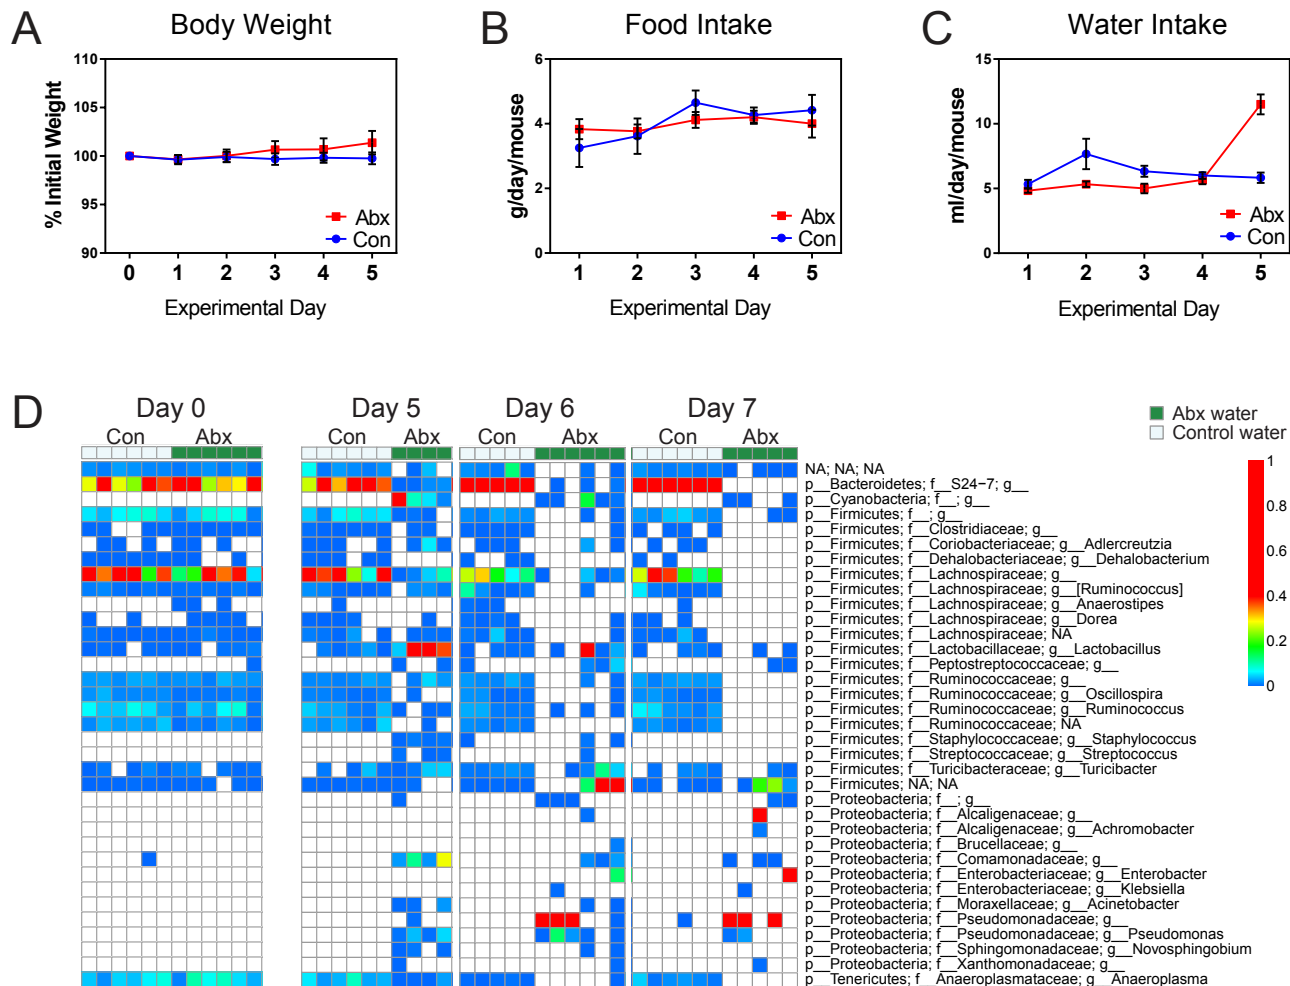 A
Body Weight
% Initial Weight
110
105
100
95
90
Abx
Con
0 1 2 3 4 5
Experimental Day
B
Food Intake
g/day/mouse
6
4
2
0
Abx
Con
1 2 3 4 5
Experimental Day
C
Water Intake
ml/day/mouse
15
10
5
0
Abx
Con
1 2 3 4 5
Experimental Day
D
Day 0 Day 5 Day 6 Day 7
Con Abx Con Abx Con Abx Con Abx
Abx water
Control water
NA; NA; NA
p__Bacteroidetes; f__S24−7; g__
p__Cyanobacteria; f__; g__
p__Firmicutes; f__; g__
p__Firmicutes; f__Clostridiaceae; g__
p__Firmicutes; f__Coriobacteriaceae; g__Adlercreutzia
p__Firmicutes; f__Dehalobacteriaceae; g__Dehalobacterium
p__Firmicutes; f__Lachnospiraceae; g__
p__Firmicutes; f__Lachnospiraceae; g__[Ruminococcus]
p__Firmicutes; f__Lachnospiraceae; g__Anaerostipes
p__Firmicutes; f__Lachnospiraceae; g__Dorea
p__Firmicutes; f__Lachnospiraceae; NA
p__Firmicutes; f__Lactobacillaceae; g__Lactobacillus
p__Firmicutes; f__Peptostreptococcaceae; g__
p__Firmicutes; f__Ruminococcaceae; g__
p__Firmicutes; f__Ruminococcaceae; g__Oscillospira
p__Firmicutes; f__Ruminococcaceae; g__Ruminococcus
p__Firmicutes; f__Ruminococcaceae; NA
p__Firmicutes; f__Staphylococcaceae; g__Staphylococcus
p__Firmicutes; f__Streptococcaceae; g__Streptococcus
p__Firmicutes; f__Turicibacteraceae; g__Turicibacter
p__Firmicutes; NA; NA
p__Proteobacteria; f__; g__
p__Proteobacteria; f__Alcaligenaceae; g__
p__Proteobacteria; f__Alcaligenaceae; g__Achromobacter
p__Proteobacteria; f__Brucellaceae; g__
p__Proteobacteria; f__Comamonadaceae; g__
p__Proteobacteria; f__Enterobacteriaceae; g__Enterobacter
p__Proteobacteria; f__Enterobacteriaceae; g__Klebsiella
p__Proteobacteria; f__Moraxellaceae; g__Acinetobacter
p__Proteobacteria; f__Pseudomonadaceae; g__
p__Proteobacteria; f__Pseudomonadaceae; g__Pseudomonas
p__Proteobacteria; f__Sphingomonadaceae; g__Novosphingobium
p__Proteobacteria; f__Xanthomonadaceae; g__
p__Tenericutes; f__Anaeroplasmataceae; g__Anaeroplasma
1
0.8
0.6
0.4
0.2
0